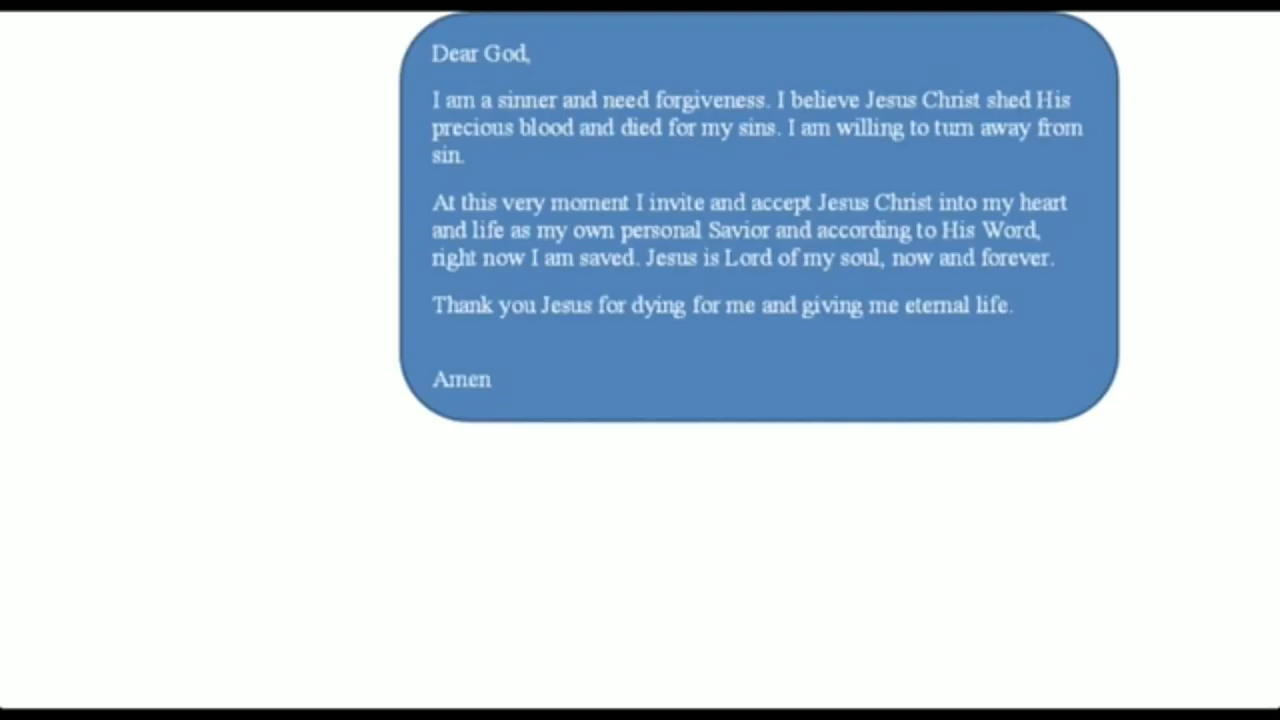 Dear God,
I am a sinner and need forgiveness. I believe Jesus Christ shed His
precious blood and died for my sins. I am willing to turn away from
sin.
At this very moment I invite and accept Jesus Christ into my heart
and life as my own personal Savior and according to His Word,
right now I am saved. Jesus is Lord of my soul, now and forever.
Thank you Jesus for dying for me and giving me eternal life.
Amen